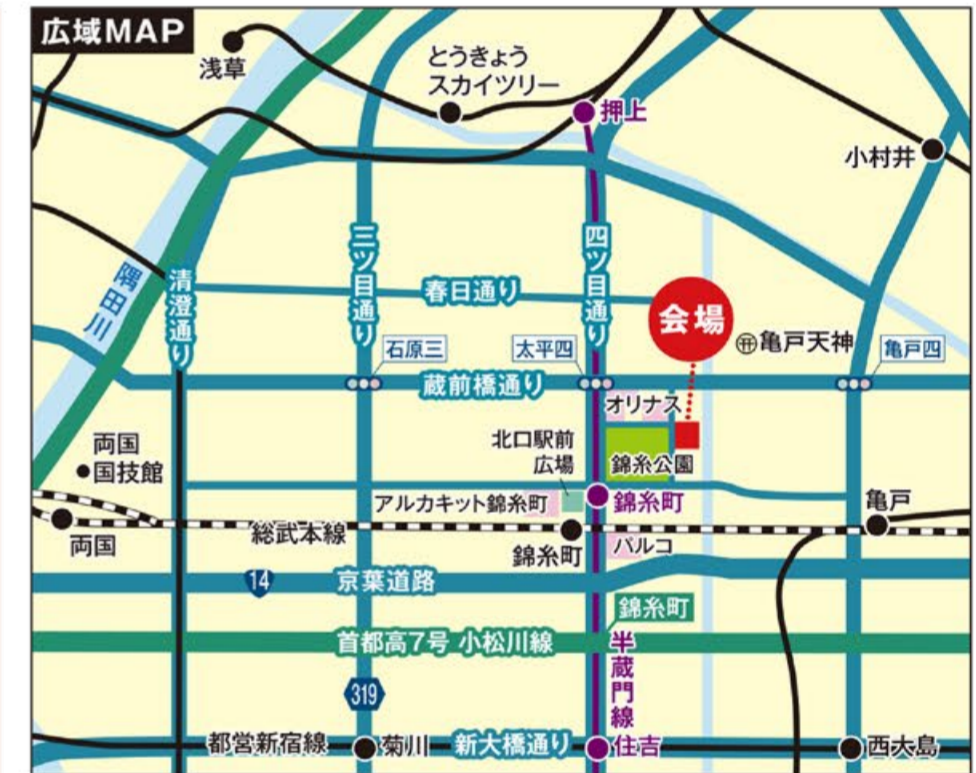 広域MAP
浅草
とうきょう
スカイツリー
押上
小村井
隅田川
清澄通り
三ツ目通り
四ツ目通り
春日通り
会場
亀戸天神
石原三
太平四
亀戸四
蔵前橋通り
オリナス
両国
国技館
北口駅前
広場
錦糸公園
アルカキット錦糸町
錦糸町
亀戸
両国
総武本線
錦糸町
パルコ
14
京葉道路
錦糸町
首都高7号 小松川線
半蔵門線
319
都営新宿線
菊川
新大橋通り
住吉
西大島